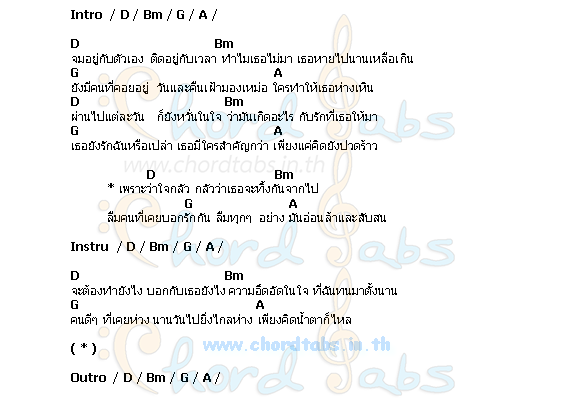 Intro / D / Bm / G / A /
D Bm
จมอยู่กับตัวเอง ติดอยู่กับเวลา ทำไมเธอไม่มา เธอหายไปนานเหลือเกิน
G A
ยังมีคนที่คอยอยู่ วันและคืนเฝ้ามองเหม่อ ใครทำให้เธอห่างเหิน
D Bm
ผ่านไปแต่ละวัน ก็ยังหวั่นในใจ ว่ามันเกิดอะไร กับรักที่เธอให้มา
G A
เธอยังรักฉันหรือเปล่า เธอมีใครสำคัญกว่า เพียงแค่คิดยังปวดร้าว
www.chordtabs.in.th
D Bm
* เพราะว่าใจกลัว กลัวว่าเธอจะทิ้งกันจากไป
G A
ลืมคนที่เคยบอกรักกัน ลืมทุกๆ อย่าง มันอ่อนล้าและสับสน
Instru / D / Bm / G / A /
D Bm
จะต้องทำยังไง บอกกับเธอยังไง ความอึดอัดในใจ ที่ฉันทนมาตั้งนาน
G A
คนดีๆ ที่เคยห่วง นานวันไปยิ่งไกลห่าง เพียงคิดน้ำตาก็ไหล
( * )
www.chordtabs.in.th
Outro / D / Bm / G / A /